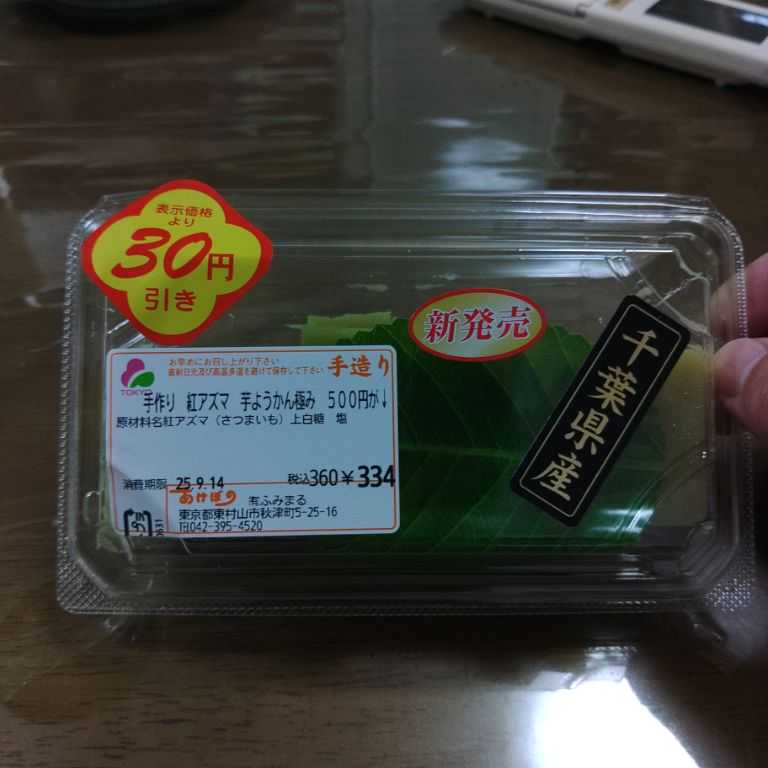 表示価格
より
30円
引き
新発売
千葉県産
お早めにお召し上がり下さい
直射日光及び高温多湿を避けて保存して下さい
手造り
TOKYO
手作り 紅アズマ 芋ようかん極み 500円が↓
原材料名紅アズマ(さつまいも)上白糖 塩
消費期限 25.9.14 税込360¥334
あけぼの ㈲ふみまる
東京都東村山市秋津町5-25-16
TEL042-395-4520